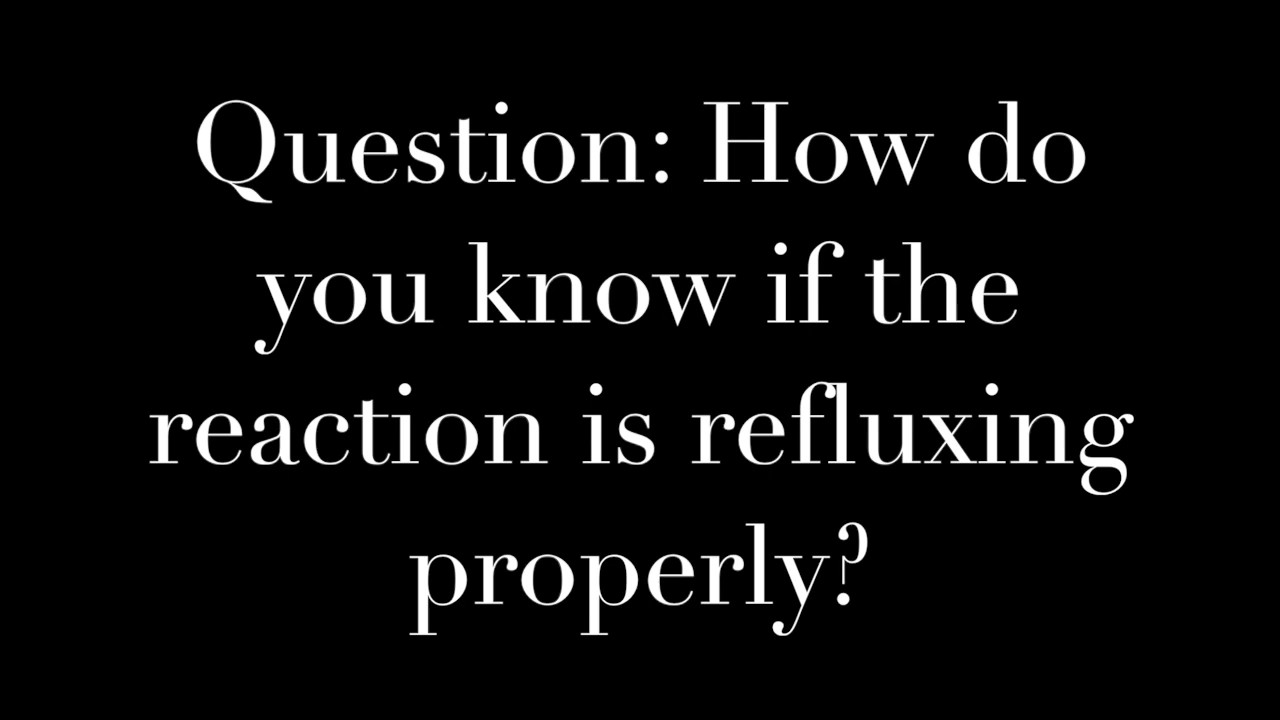 Question: How do
you know if the
reaction is refluxing
properly?